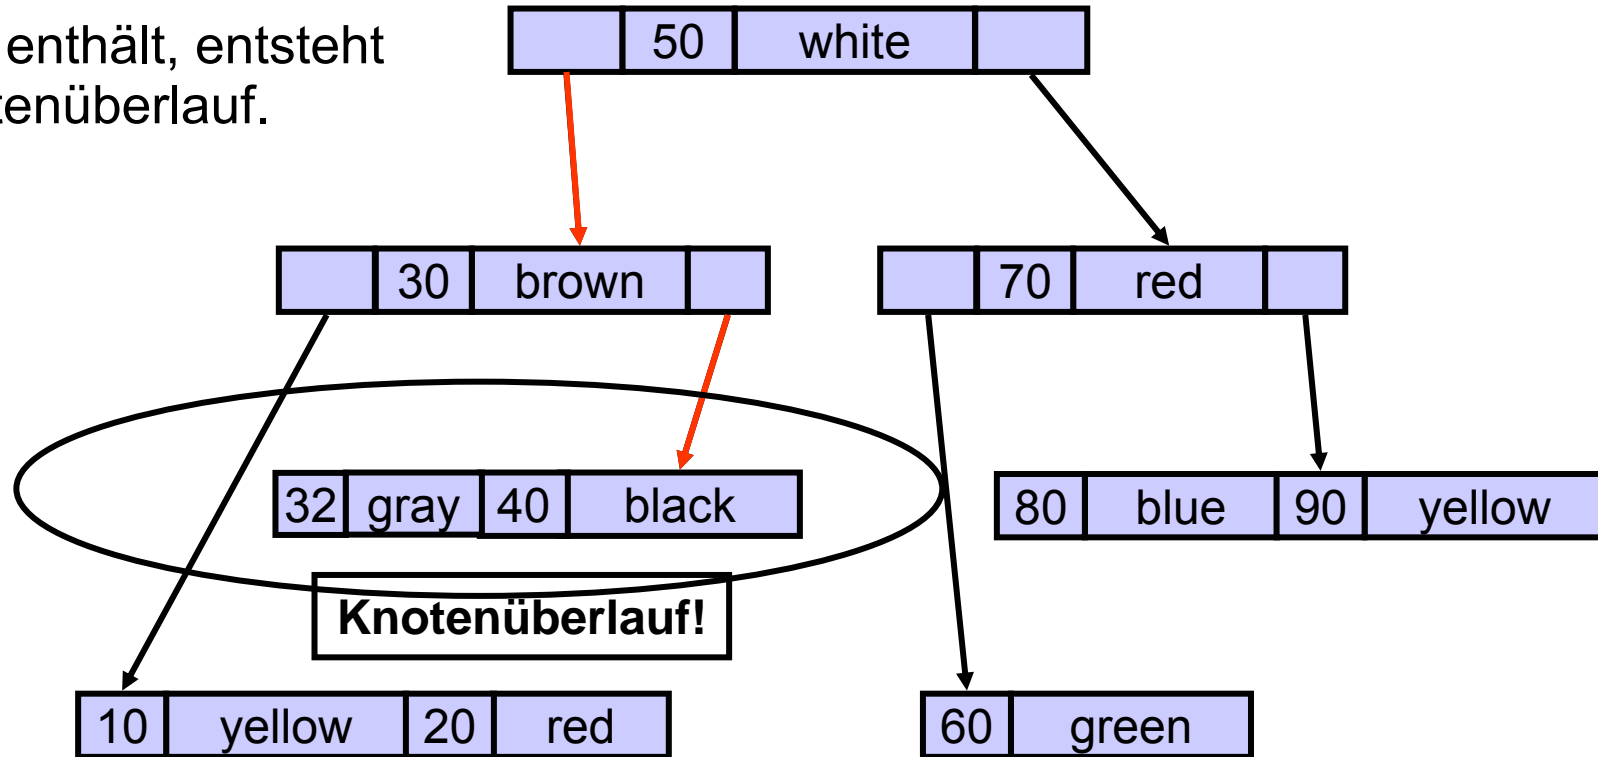 enthält, entsteht
tenüberlauf.
50 white
30 brown
70 red
32 gray 40 black
80 blue 90 yellow
Knotenüberlauf!
10 yellow 20 red
60 green